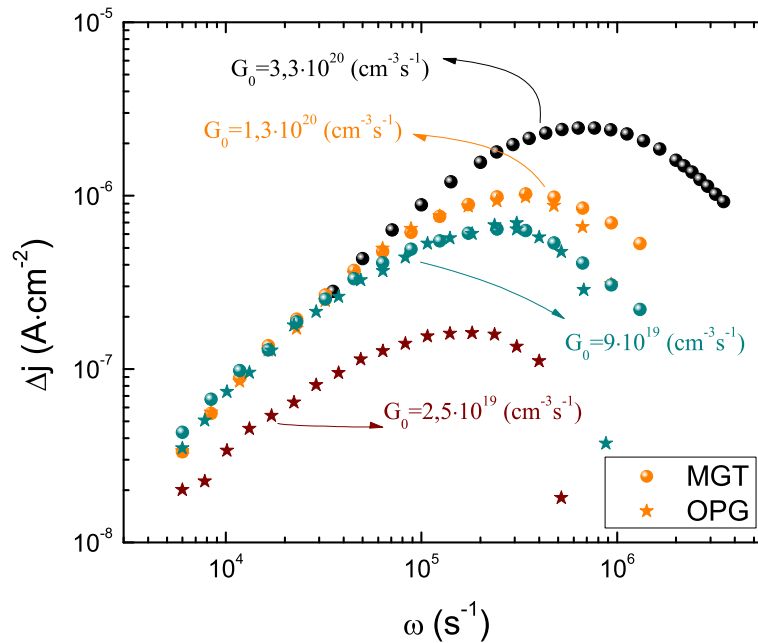 10⁻⁵
G₀=3,3·10²⁰ (cm⁻³s⁻¹)
G₀=1,3·10²⁰ (cm⁻³s⁻¹)
10⁻⁶
Δj (A·cm⁻²)
G₀=9·10¹⁹ (cm⁻³s⁻¹)
10⁻⁷
G₀=2,5·10¹⁹ (cm⁻³s⁻¹)
MGT
OPG
10⁻⁸
10⁴ 10⁵ 10⁶
ω (s⁻¹)